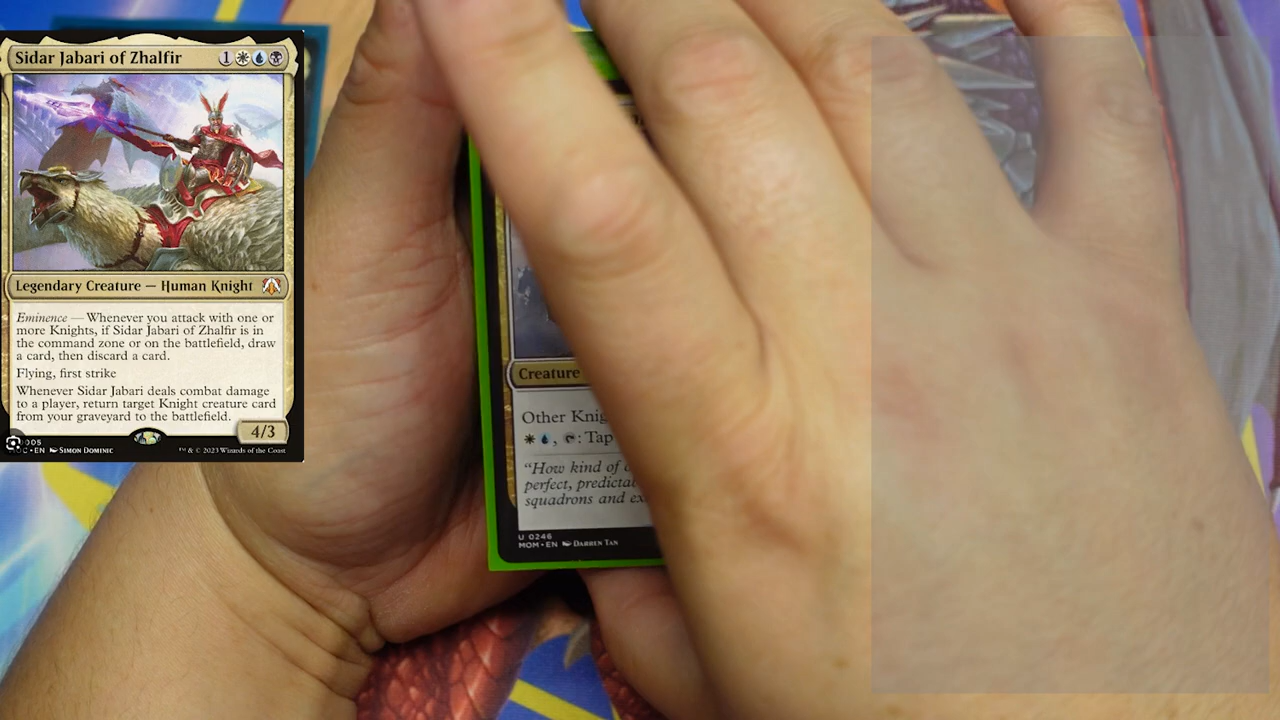 Sidar Jabari of Zhalfir 1
Legendary Creature — Human Knight
Eminence — Whenever you attack with one or
more Knights, if Sidar Jabari of Zhalfir is in
the command zone or on the battlefield, draw
a card, then discard a card.
Flying, first strike
Whenever Sidar Jabari deals combat damage
to a player, return target Knight creature card
from your graveyard to the battlefield.
4/3
EN SIMON DOMINIC ™ & © 2023 Wizards of the Coast
Creature
Other
: Tap
“How kind of
perfect,
squadrons and
U 0246
MOM • EN DARREN TAN